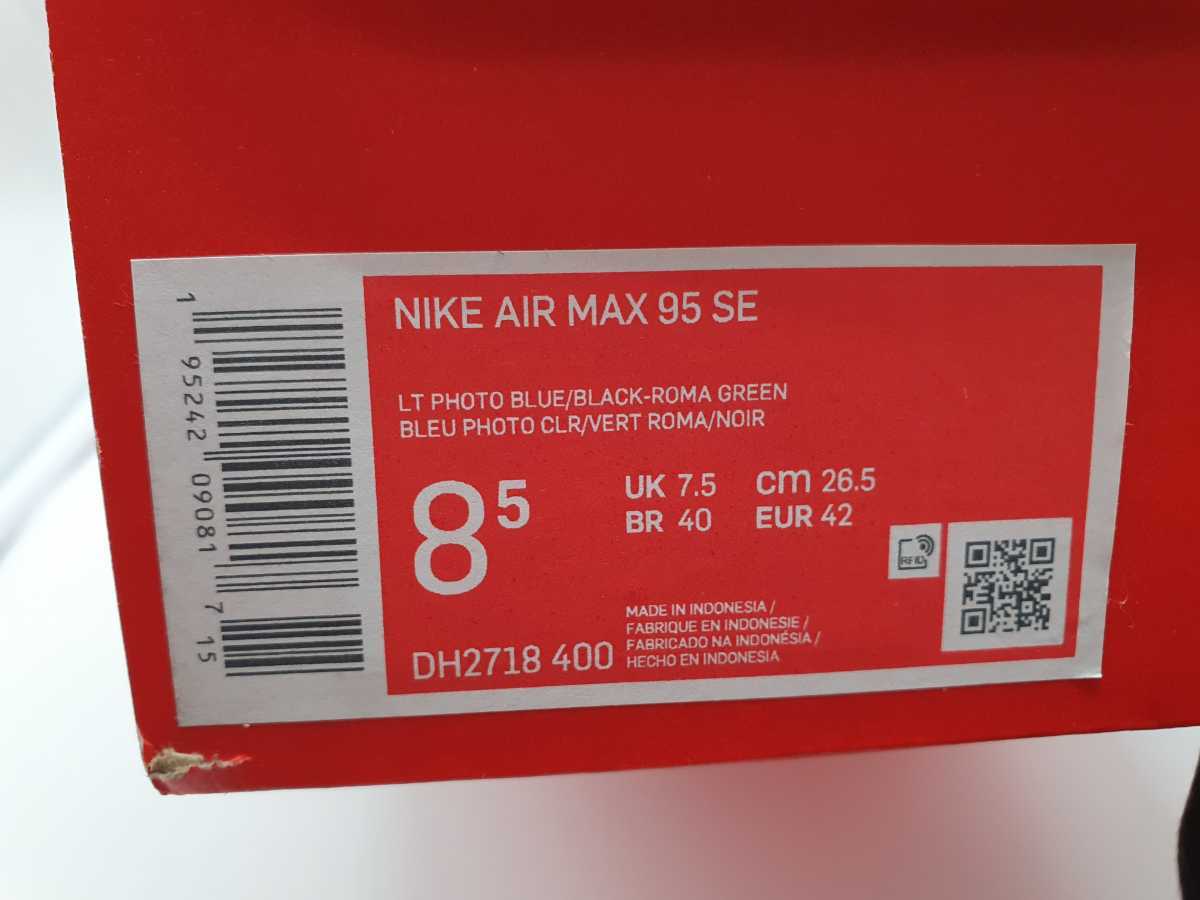 NIKE AIR MAX 95 SE
LT PHOTO BLUE/BLACK-ROMA GREEN
BLEU PHOTO CLR/VERT ROMA/NOIR
8⁵
UK 7.5 cm 26.5
BR 40 EUR 42
RFID
MADE IN INDONESIA /
FABRIQUE EN INDONESIE /
FABRICADO NA INDONÉSIA /
HECHO EN INDONESIA
DH2718 400
1 95242 09081 7 15